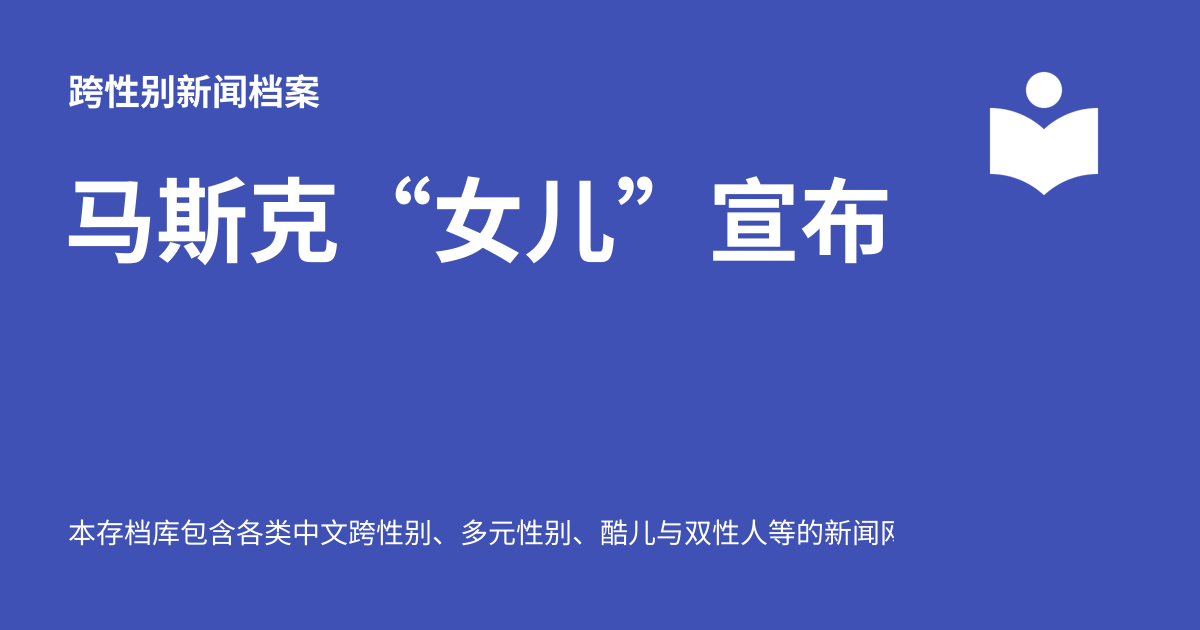 跨性别新闻档案
马斯克“女儿”宣布
本存档库包含各类中文跨性别、多元性别、酷儿与双性人等的新闻